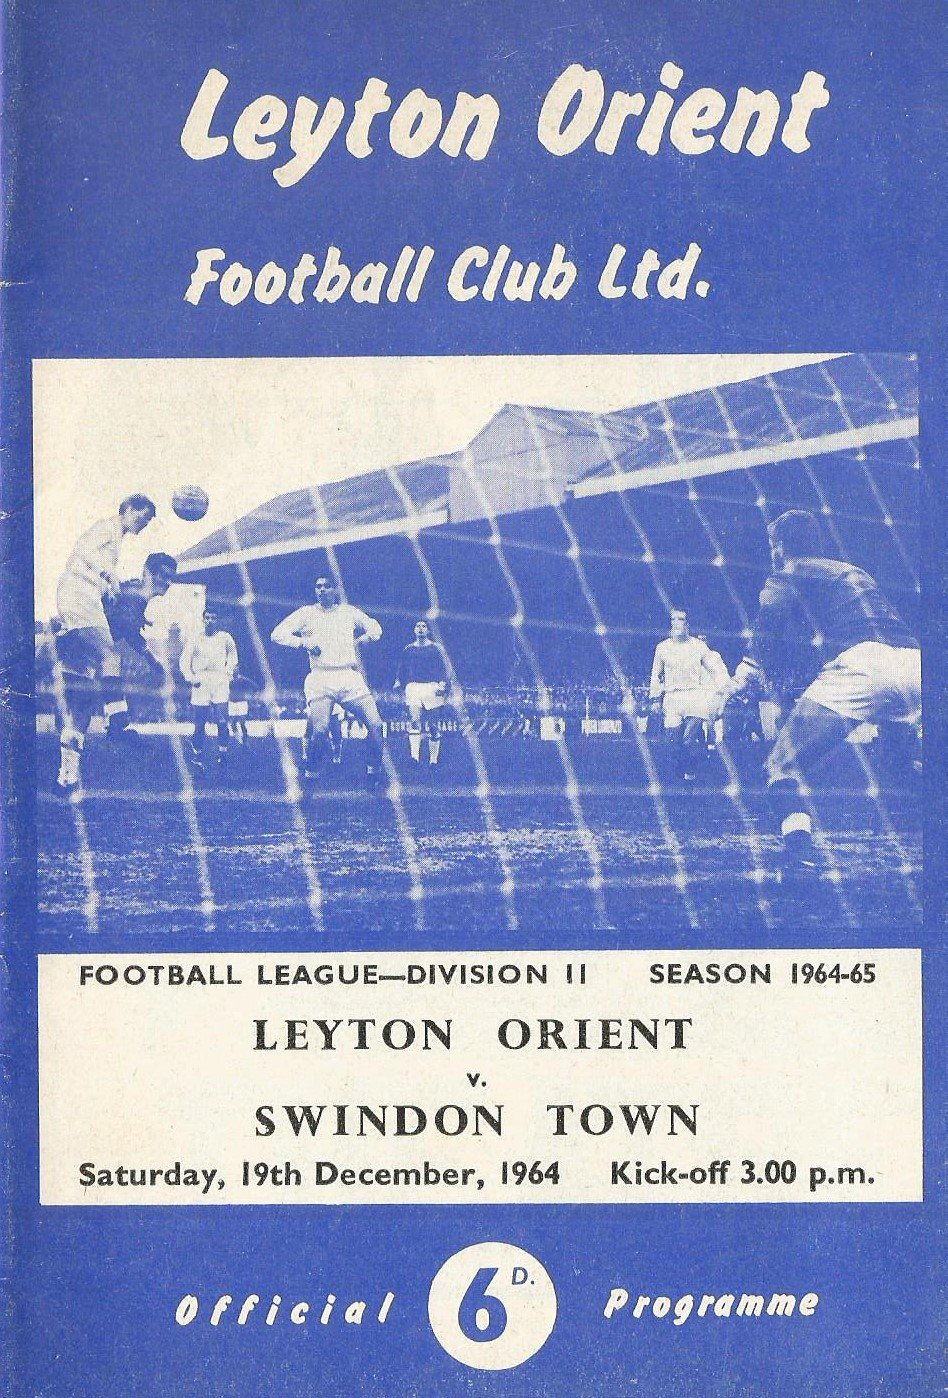 Leyton Orient
Football Club Ltd.
FOOTBALL LEAGUE—DIVISION II SEASON 1964-65
LEYTON ORIENT
v.
SWINDON TOWN
Saturday, 19th December, 1964 Kick-off 3.00 p.m.
Official 6D. Programme